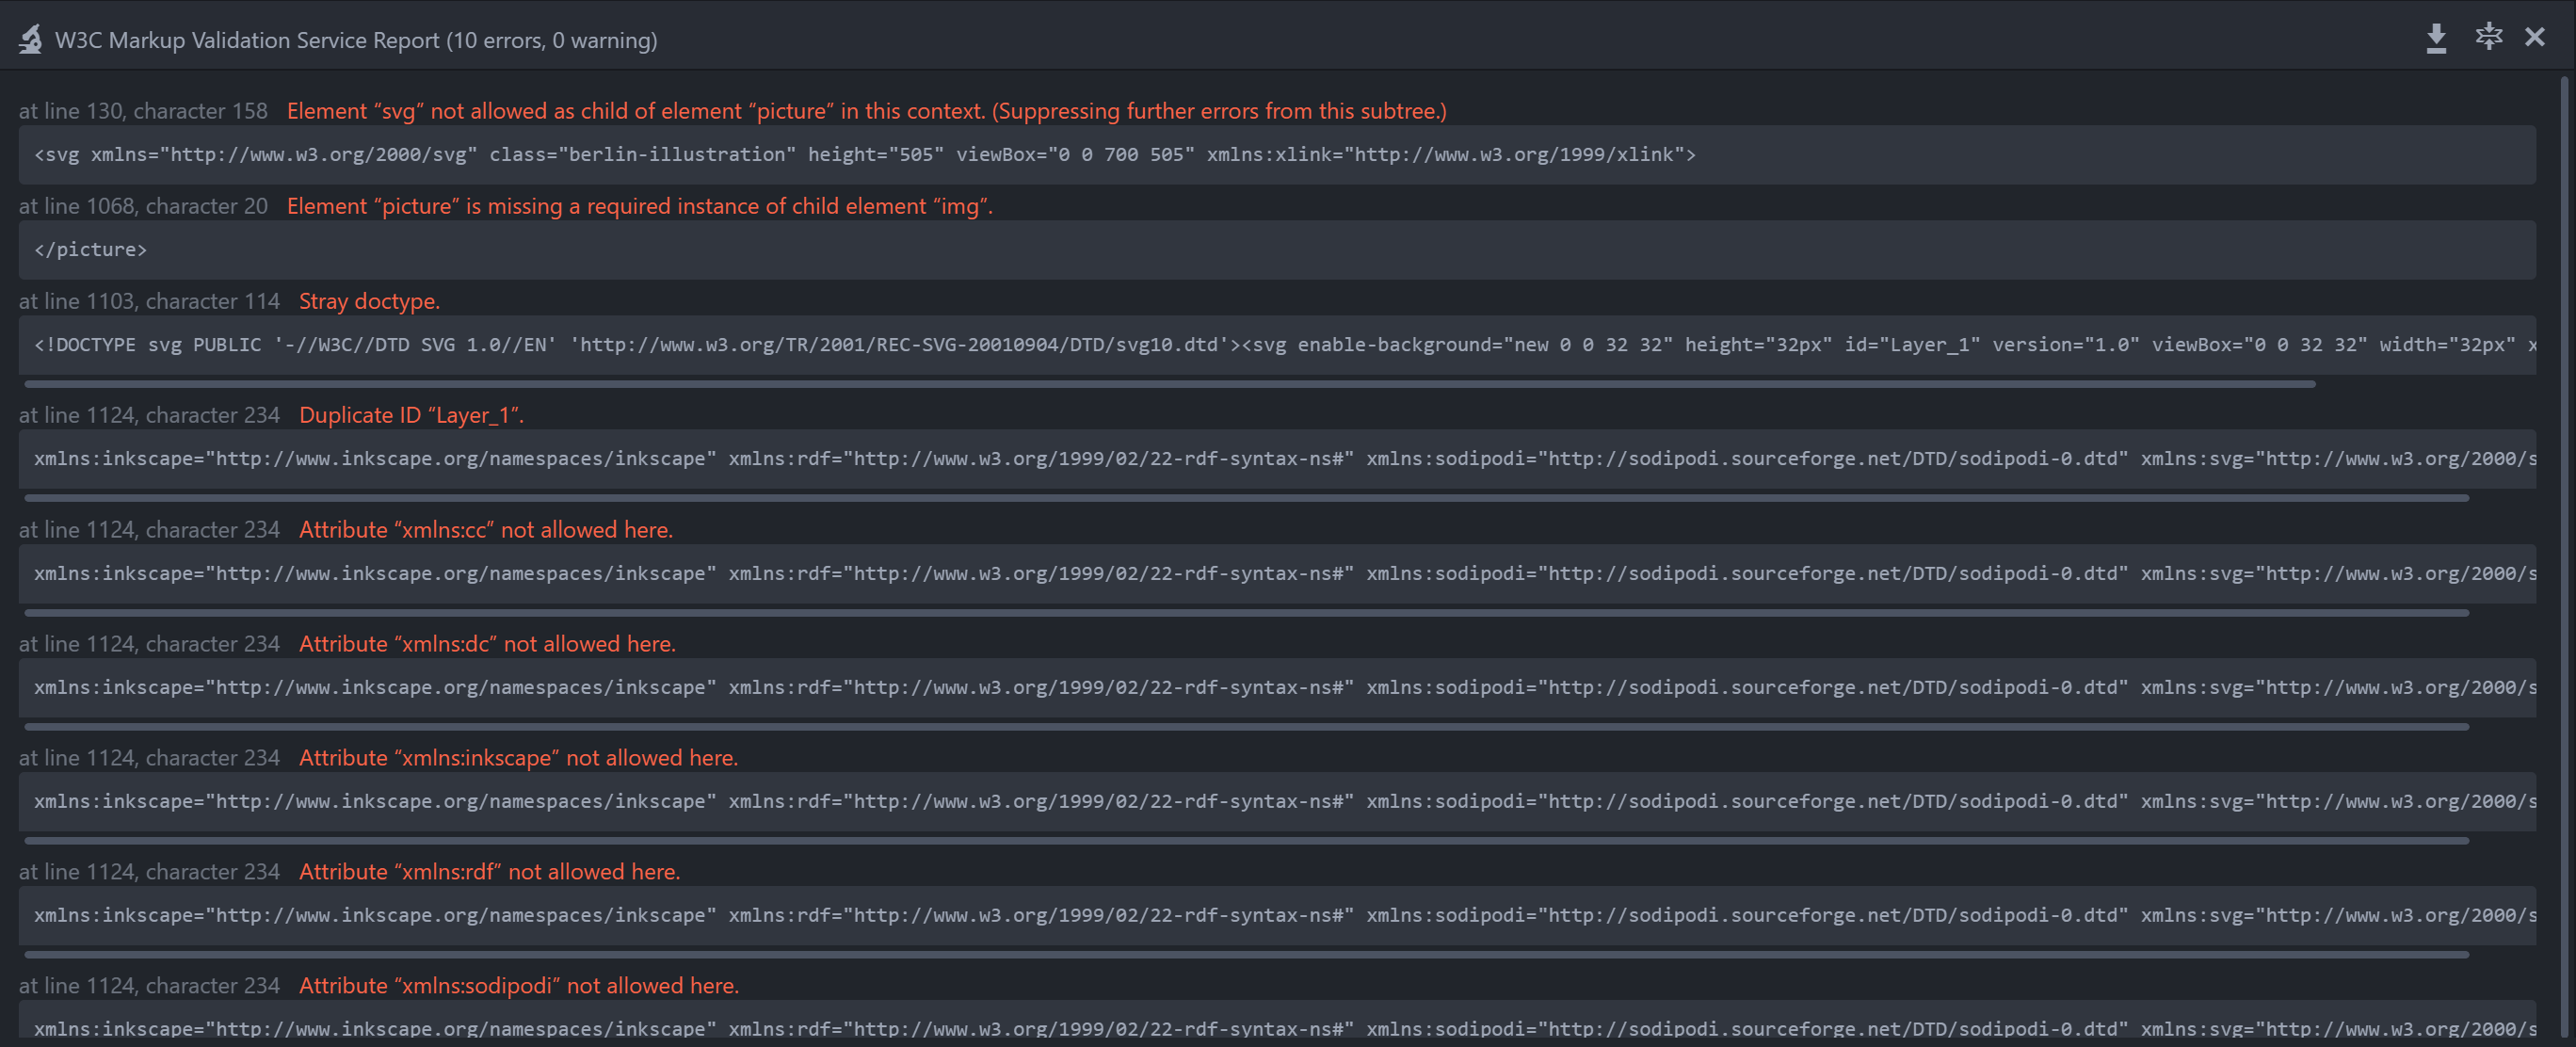 W3C Markup Validation Service Report (10 errors, 0 warning)
at line 130, character 158 Element “svg” not allowed as child of element “picture” in this context. (Suppressing further errors from this subtree.)
<svg xmlns="http://www.w3.org/2000/svg" class="berlin-illustration" height="505" viewBox="0 0 700 505" xmlns:xlink="http://www.w3.org/1999/xlink">
at line 1068, character 20 Element “picture” is missing a required instance of child element “img”.
</picture>
at line 1103, character 114 Stray doctype.
<!DOCTYPE svg PUBLIC '-//W3C//DTD SVG 1.0//EN' 'http://www.w3.org/TR/2001/REC-SVG-20010904/DTD/svg10.dtd'><svg enable-background="new 0 0 32 32" height="32px" id="Layer_1" version="1.0" viewBox="0 0 32 32" width="32px" x
at line 1124, character 234 Duplicate ID “Layer_1”.
xmlns:inkscape="http://www.inkscape.org/namespaces/inkscape" xmlns:rdf="http://www.w3.org/1999/02/22-rdf-syntax-ns#" xmlns:sodipodi="http://sodipodi.sourceforge.net/DTD/sodipodi-0.dtd" xmlns:svg="http://www.w3.org/2000/s
at line 1124, character 234 Attribute “xmlns:cc” not allowed here.
xmlns:inkscape="http://www.inkscape.org/namespaces/inkscape" xmlns:rdf="http://www.w3.org/1999/02/22-rdf-syntax-ns#" xmlns:sodipodi="http://sodipodi.sourceforge.net/DTD/sodipodi-0.dtd" xmlns:svg="http://www.w3.org/2000/s
at line 1124, character 234 Attribute “xmlns:dc” not allowed here.
xmlns:inkscape="http://www.inkscape.org/namespaces/inkscape" xmlns:rdf="http://www.w3.org/1999/02/22-rdf-syntax-ns#" xmlns:sodipodi="http://sodipodi.sourceforge.net/DTD/sodipodi-0.dtd" xmlns:svg="http://www.w3.org/2000/s
at line 1124, character 234 Attribute “xmlns:inkscape” not allowed here.
xmlns:inkscape="http://www.inkscape.org/namespaces/inkscape" xmlns:rdf="http://www.w3.org/1999/02/22-rdf-syntax-ns#" xmlns:sodipodi="http://sodipodi.sourceforge.net/DTD/sodipodi-0.dtd" xmlns:svg="http://www.w3.org/2000/s
at line 1124, character 234 Attribute “xmlns:rdf” not allowed here.
xmlns:inkscape="http://www.inkscape.org/namespaces/inkscape" xmlns:rdf="http://www.w3.org/1999/02/22-rdf-syntax-ns#" xmlns:sodipodi="http://sodipodi.sourceforge.net/DTD/sodipodi-0.dtd" xmlns:svg="http://www.w3.org/2000/s
at line 1124, character 234 Attribute “xmlns:sodipodi” not allowed here.
xmlns:inkscape="http://www.inkscape.org/namespaces/inkscape" xmlns:rdf="http://www.w3.org/1999/02/22-rdf-syntax-ns#" xmlns:sodipodi="http://sodipodi.sourceforge.net/DTD/sodipodi-0.dtd" xmlns:svg="http://www.w3.org/2000/s